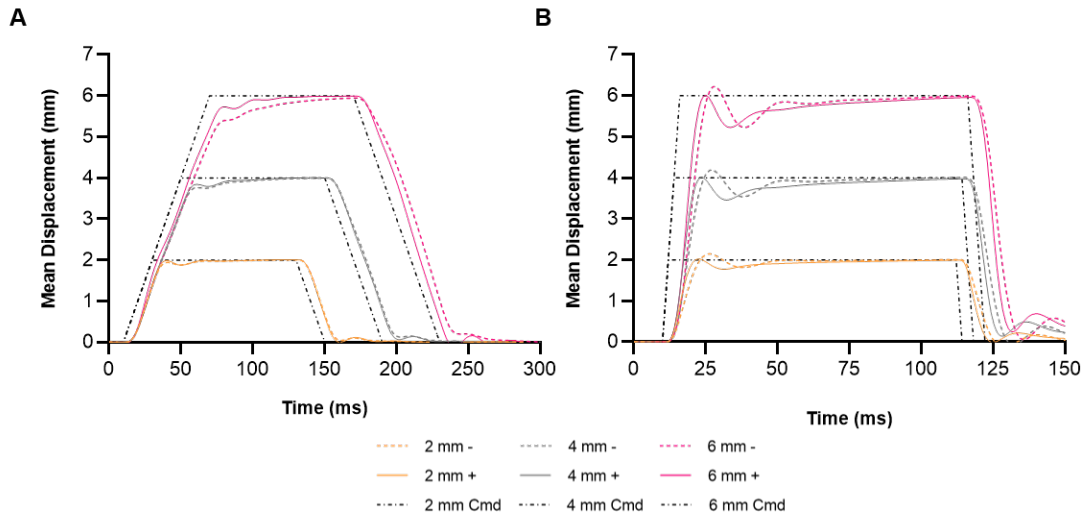 A
B
7
6
5
4
3
2
1
0
Mean Displacement (mm)
0 50 100 150 200 250 300
Time (ms)
7
6
5
4
3
2
1
0
Mean Displacement (mm)
0 25 50 75 100 125 150
Time (ms)
2 mm - 4 mm - 6 mm -
2 mm + 4 mm + 6 mm +
2 mm Cmd 4 mm Cmd 6 mm Cmd